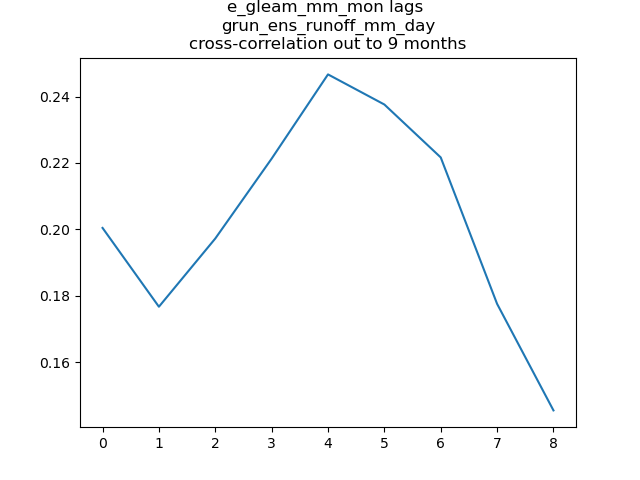 e_gleam_mm_mon lags
grun_ens_runoff_mm_day
cross-correlation out to 9 months
0.24
0.22
0.20
0.18
0.16
0 1 2 3 4 5 6 7 8